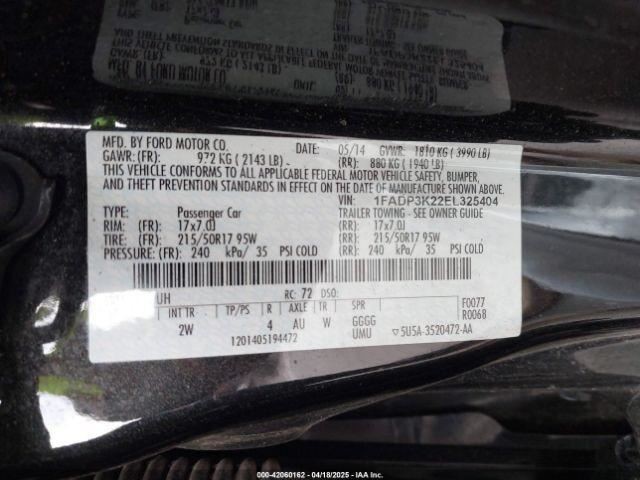 MFD. BY FORD MOTOR CO.   DATE: 05/14   GVWR: 1810 KG ( 3990 LB)
GAWR: (FR): 972 KG ( 2143 LB)   (RR): 880 KG ( 1940 LB)
THIS VEHICLE CONFORMS TO ALL APPLICABLE FEDERAL MOTOR VEHICLE SAFETY, BUMPER,
AND THEFT PREVENTION STANDARDS IN EFFECT ON THE DATE OF MANUFACTURE SHOWN ABOVE.
VIN: 1FADP3K22EL325404
TYPE: Passenger Car   TRAILER TOWING - SEE OWNER GUIDE
RIM: (FR) 17x7.0J   (RR): 17x7.0J
TIRE: (FR): 215/50R17 95W   (RR): 215/50R17 95W
PRESSURE: (FR): 240 kPa/ 35 PSI COLD   (RR): 240 kPa/ 35 PSI COLD
UH   RC: 72   DSO:   F0077
INT TR   TP/PS   R   AXLE   TR   SPR   R0068
2W   4   AU   W   GGGG
1201405194472   UMU   5U5A-3520472-AA
000-42060162 - 04/18/2025 - IAAI.COM